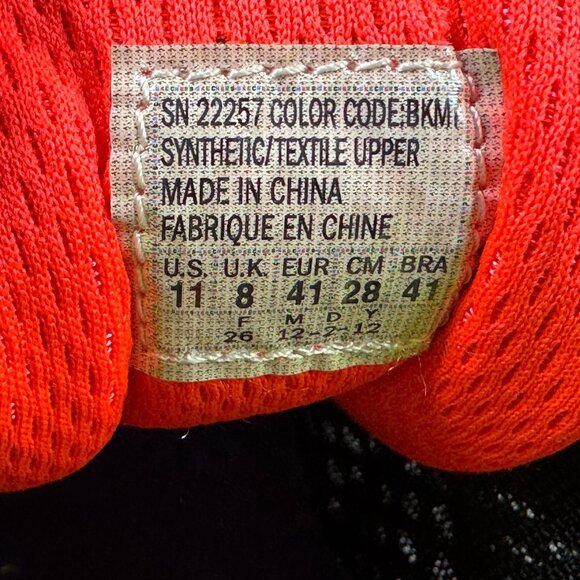 SN 22257 COLOR CODE:BKMT
SYNTHETIC/TEXTILE UPPER
MADE IN CHINA
FABRIQUE EN CHINE
U.S. U.K. EUR CM BRA
11 8 41 28 41
F M D Y
26 12-2-12